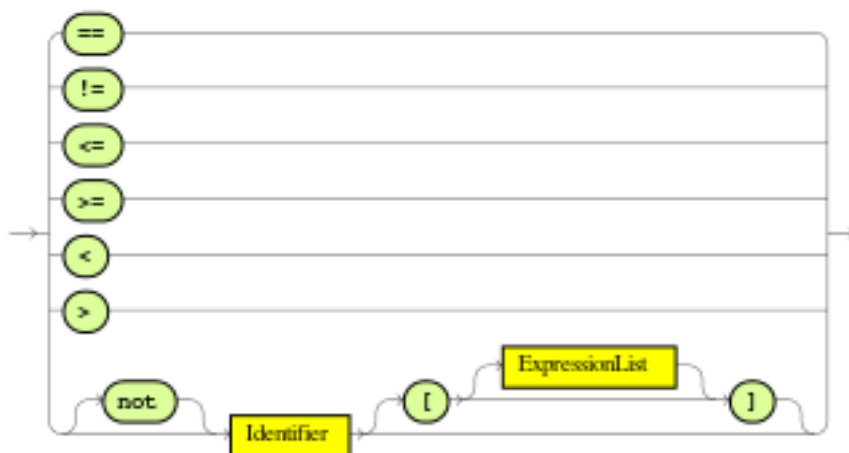 ==
!=
<=
>=
<
>
ExpressionList
not [ ]
Identifier